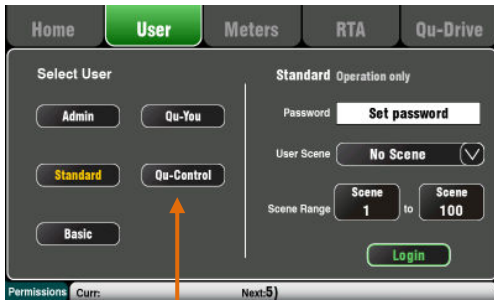 Home User Meters RTA Qu-Drive
Select User
Admin Qu-You
Standard Qu-Control
Basic
Standard Operation only
Password Set password
User Scene No Scene
Scene Range Scene 1 to Scene 100
Login
Permissions Curr: Next:5)